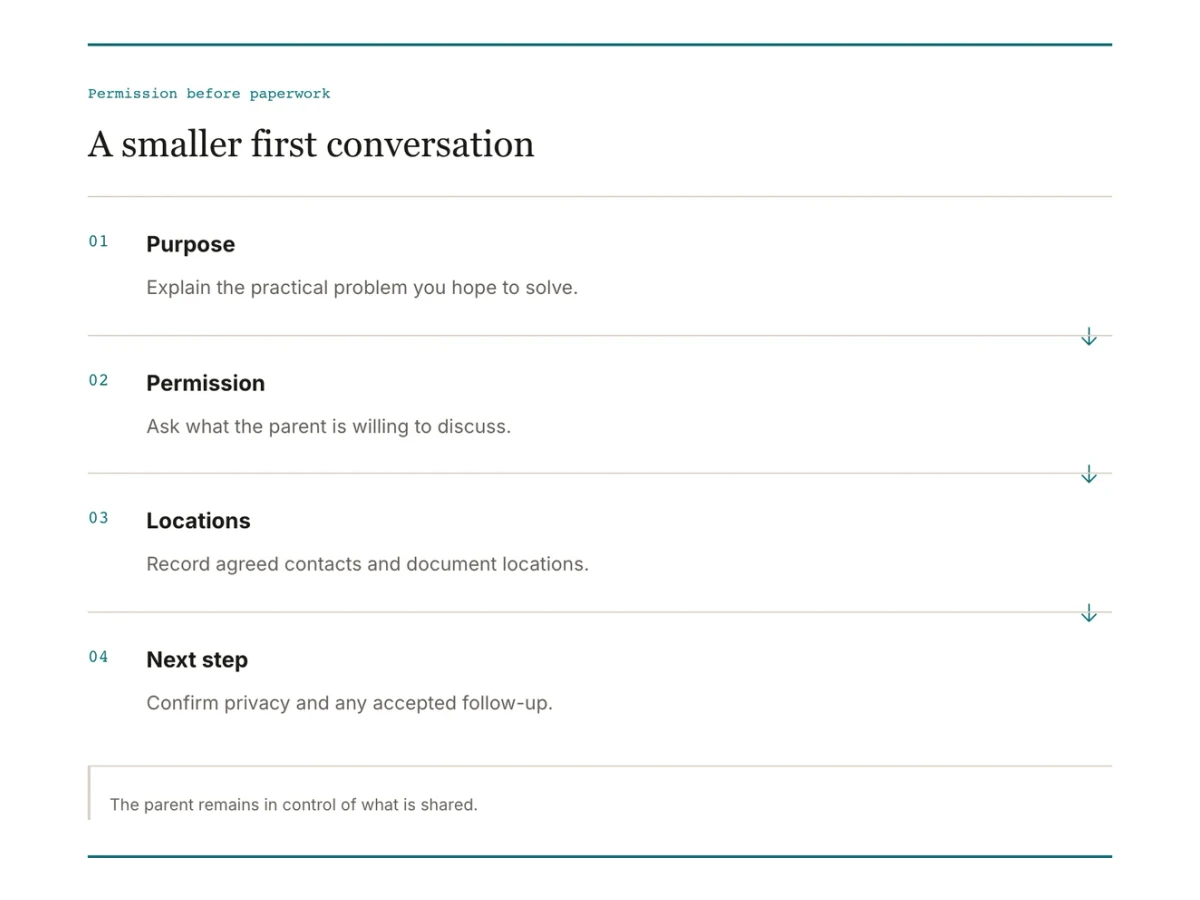 Permission before paperwork
A smaller first conversation
01 Purpose
Explain the practical problem you hope to solve.
02 Permission
Ask what the parent is willing to discuss.
03 Locations
Record agreed contacts and document locations.
04 Next step
Confirm privacy and any accepted follow-up.
The parent remains in control of what is shared.